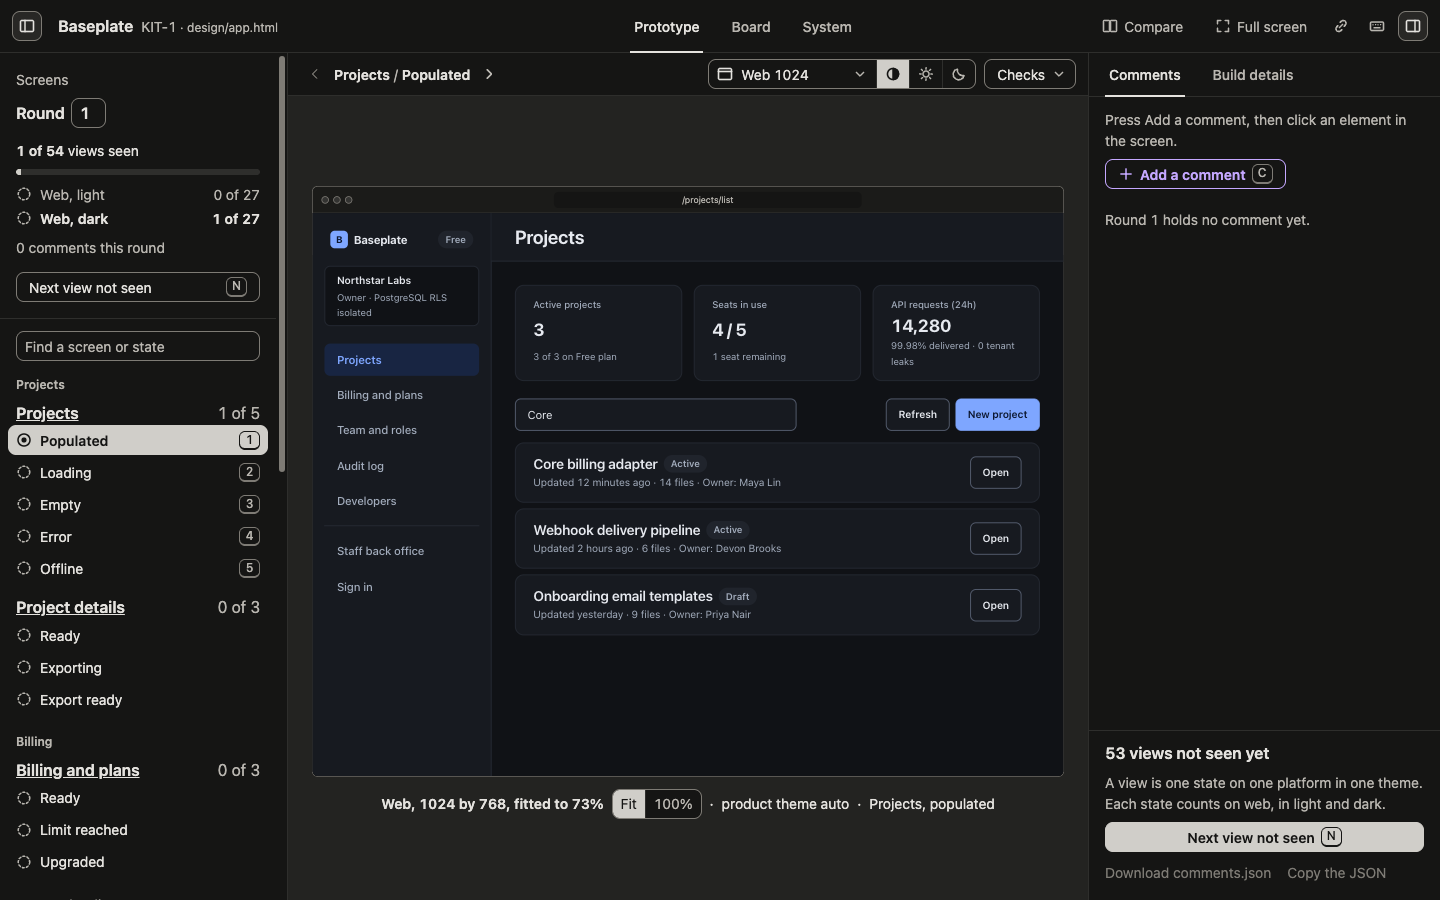 Baseplate KIT-1 · design/app.html
Prototype
Board
System
Compare
Full screen
Screens
Round 1
1 of 54 views seen
Web, light 0 of 27
Web, dark 1 of 27
0 comments this round
Next view not seen N
Find a screen or state
Projects
Projects 1 of 5
Populated 1
Loading 2
Empty 3
Error 4
Offline 5
Project details 0 of 3
Ready
Exporting
Export ready
Billing
Billing and plans 0 of 3
Ready
Limit reached
Upgraded
Projects / Populated
Web 1024
Checks
/projects/list
B Baseplate Free
Northstar Labs
Owner · PostgreSQL RLS
isolated
Projects
Billing and plans
Team and roles
Audit log
Developers
Staff back office
Sign in
Projects
Active projects
3
3 of 3 on Free plan
Seats in use
4 / 5
1 seat remaining
API requests (24h)
14,280
99.98% delivered · 0 tenant
leaks
Core
Refresh
New project
Core billing adapter Active
Updated 12 minutes ago · 14 files · Owner: Maya Lin
Open
Webhook delivery pipeline Active
Updated 2 hours ago · 6 files · Owner: Devon Brooks
Open
Onboarding email templates Draft
Updated yesterday · 9 files · Owner: Priya Nair
Open
Web, 1024 by 768, fitted to 73% Fit 100% · product theme auto · Projects, populated
Comments
Build details
Press Add a comment, then click an element in
the screen.
Add a comment C
Round 1 holds no comment yet.
53 views not seen yet
A view is one state on one platform in one theme.
Each state counts on web, in light and dark.
Next view not seen N
Download comments.json
Copy the JSON